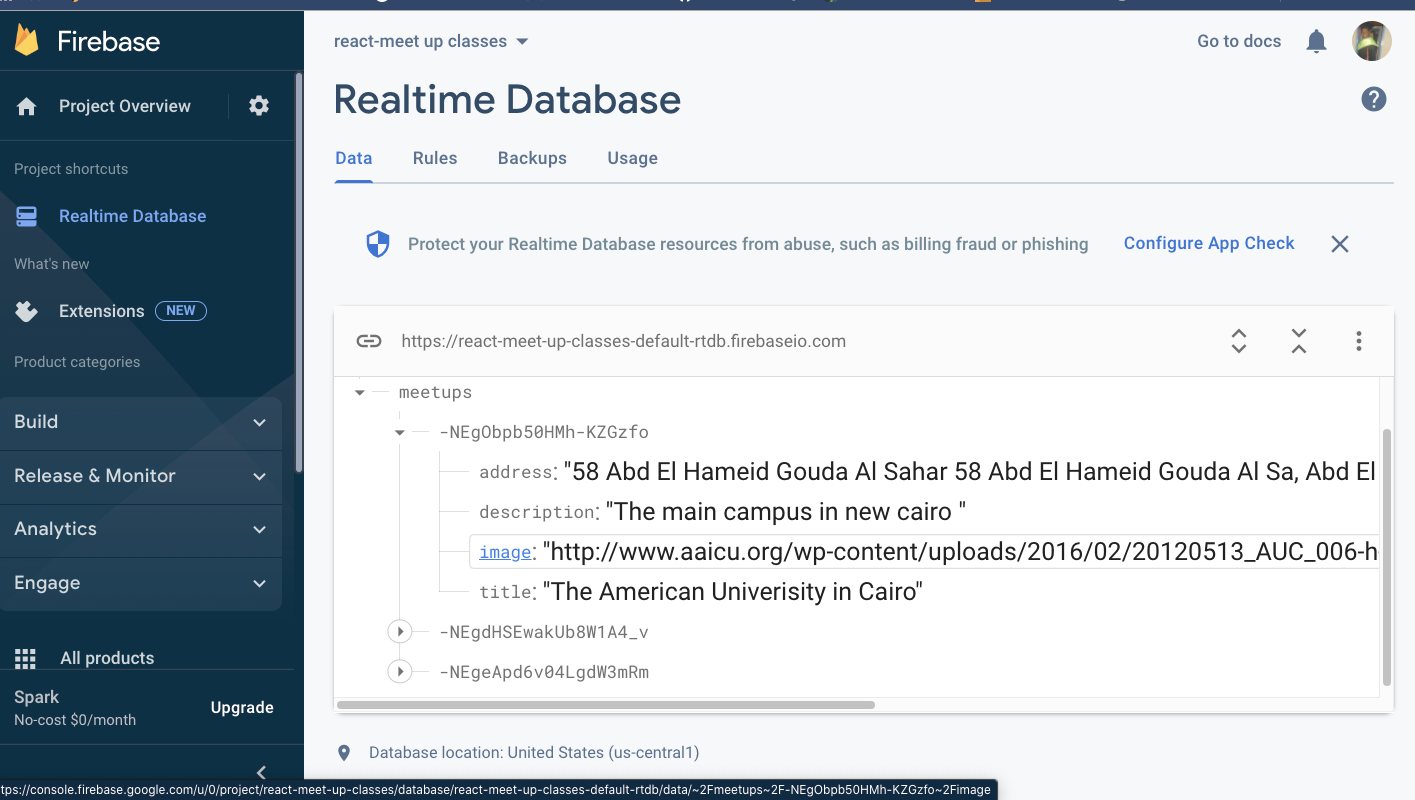 Firebase
react-meet up classes
Go to docs
Project Overview
Realtime Database
Data Rules Backups Usage
Project shortcuts
Realtime Database
What's new
Extensions NEW
Product categories
Build
Release & Monitor
Analytics
Engage
All products
Spark
No-cost $0/month
Upgrade
Protect your Realtime Database resources from abuse, such as billing fraud or phishing
Configure App Check
https://react-meet-up-classes-default-rtdb.firebaseio.com
meetups
-NEgObpb50HMh-KZGzfo
address: "58 Abd El Hameid Gouda Al Sahar 58 Abd El Hameid Gouda Al Sa, Abd El
description: "The main campus in new cairo "
image: "http://www.aaicu.org/wp-content/uploads/2016/02/20120513_AUC_006-h
title: "The American Univerisity in Cairo"
-NEgdHSEwakUb8W1A4_v
-NEgeApd6v04LgdW3mRm
Database location: United States (us-central1)
tps://console.firebase.google.com/u/0/project/react-meet-up-classes/database/react-meet-up-classes-default-rtdb/data/~2Fmeetups~2F-NEgObpb50HMh-KZGzfo~2Fimage